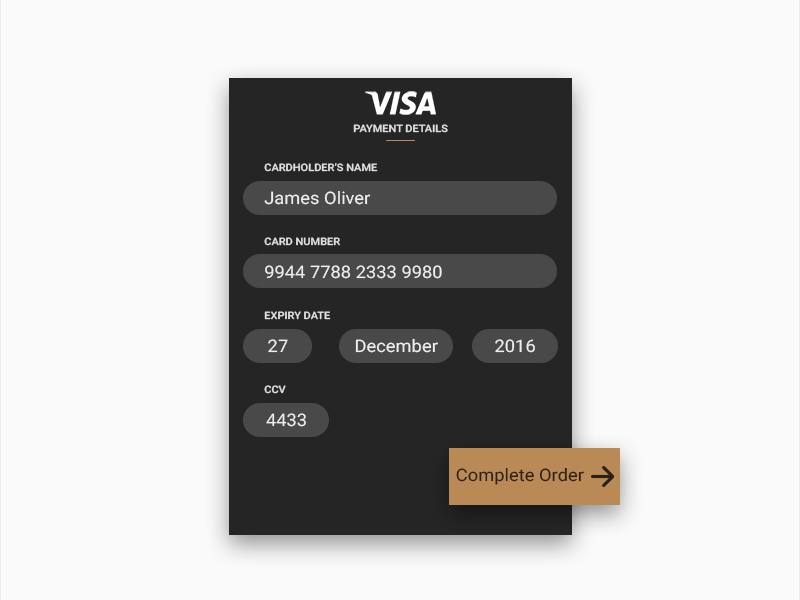 VISA
PAYMENT DETAILS
CARDHOLDER'S NAME
James Oliver
CARD NUMBER
9944 7788 2333 9980
EXPIRY DATE
27 December 2016
CCV
4433
Complete Order